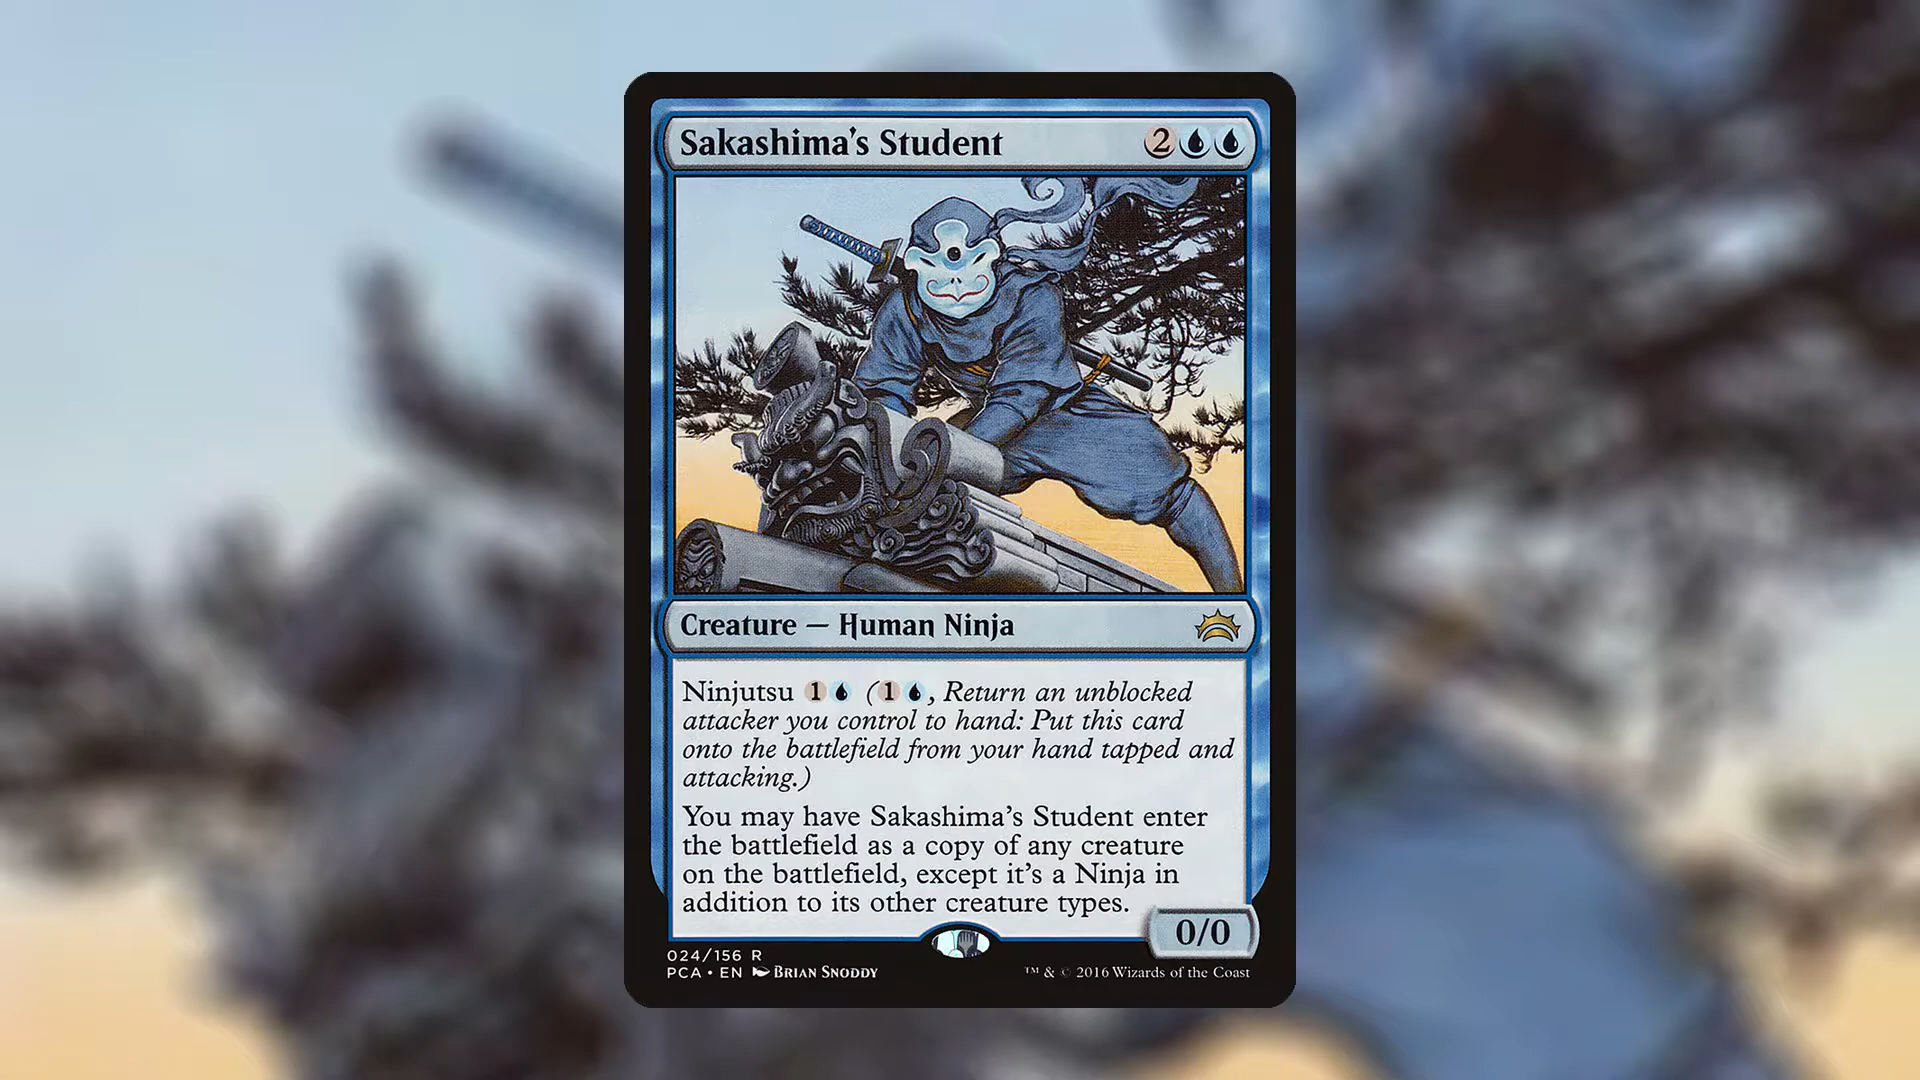 Sakashima's Student 2
Creature — Human Ninja
Ninjutsu 1 (1, Return an unblocked
attacker you control to hand: Put this card
onto the battlefield from your hand tapped and
attacking.)
You may have Sakashima's Student enter
the battlefield as a copy of any creature
on the battlefield, except it's a Ninja in
addition to its other creature types.
0/0
024/156 R
PCA • EN Brian Snoddy
™ & © 2016 Wizards of the Coast